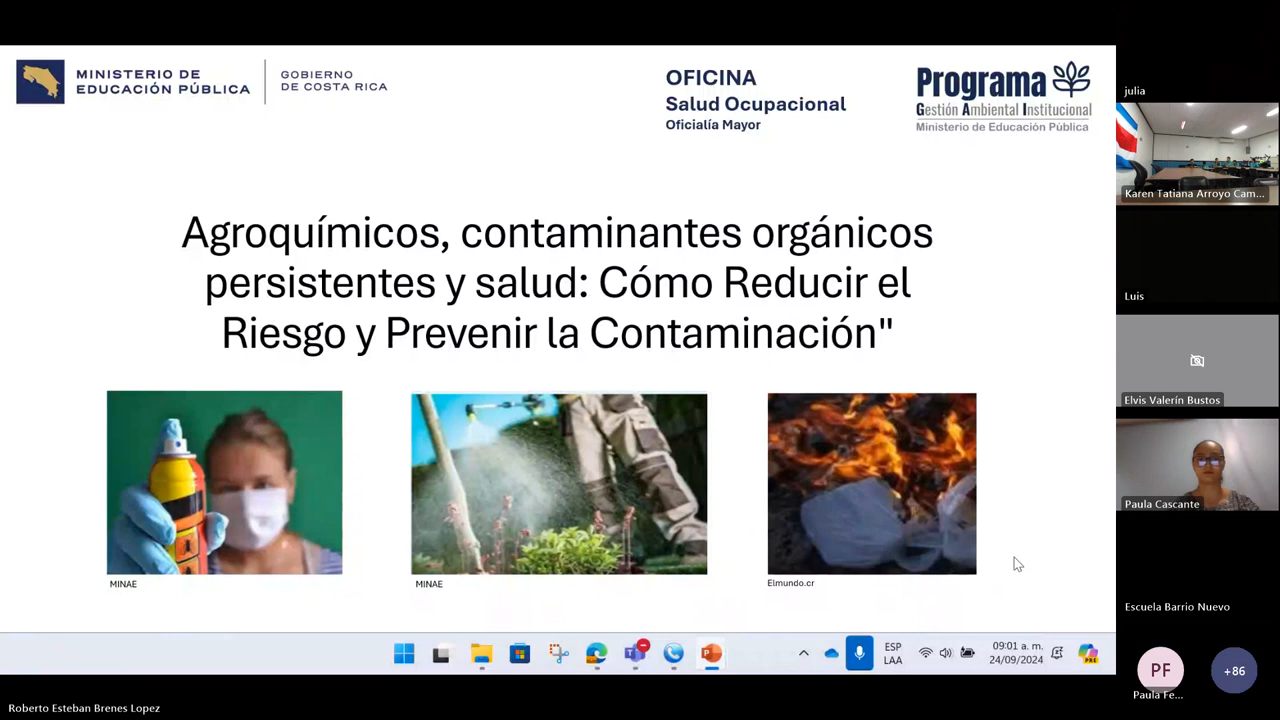 MINISTERIO DE
EDUCACIÓN PÚBLICA
GOBIERNO
DE COSTA RICA
OFICINA
Salud Ocupacional
Oficialía Mayor
Programa
Gestión Ambiental Institucional
Ministerio de Educación Pública
Agroquímicos, contaminantes orgánicos
persistentes y salud: Cómo Reducir el
Riesgo y Prevenir la Contaminación"
MINAE
MINAE
Elmundo.cr
ESP
LAA
09:01 a. m.
24/09/2024
PRE
julia
Karen Tatiana Arroyo Cam...
Luis
Elvis Valerín Bustos
Paula Cascante
Escuela Barrio Nuevo
PF
Paula Fe...
+86
Roberto Esteban Brenes Lopez